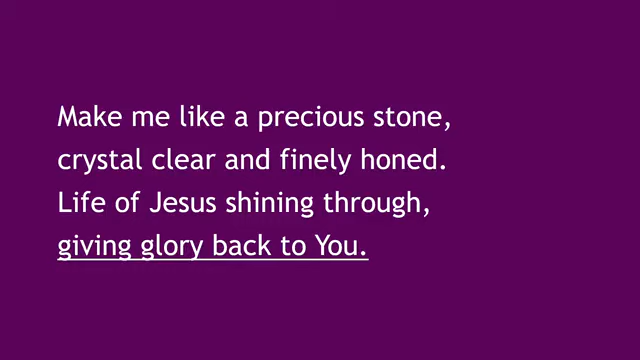 Make me like a precious stone,
crystal clear and finely honed.
Life of Jesus shining through,
giving glory back to You.